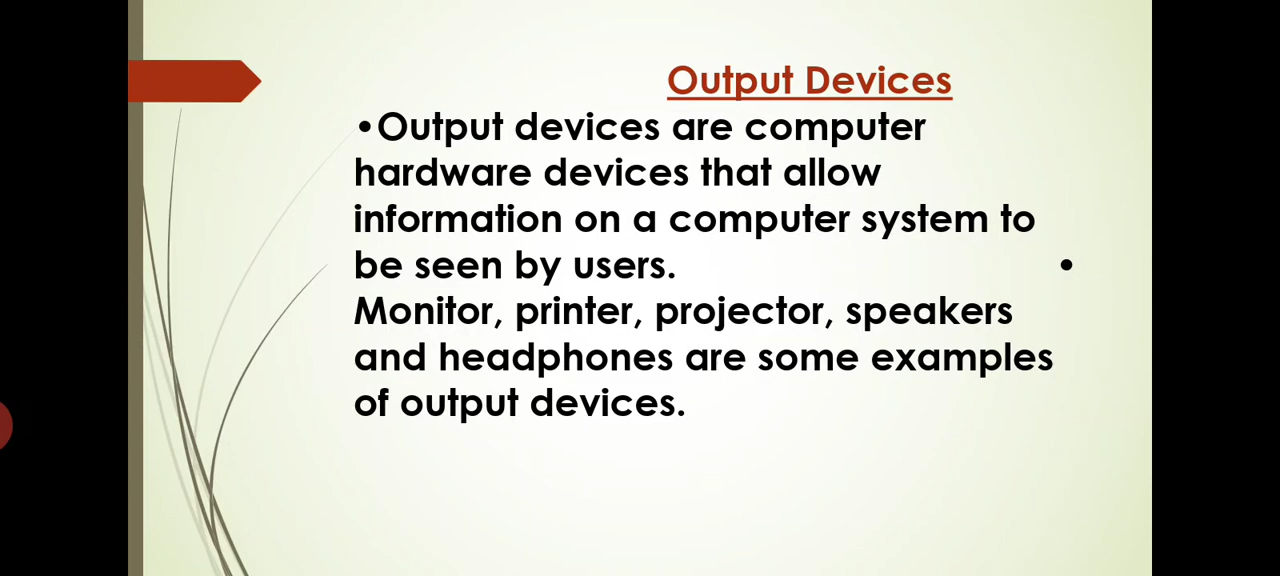 Output Devices
•Output devices are computer
hardware devices that allow
information on a computer system to
be seen by users. •
Monitor, printer, projector, speakers
and headphones are some examples
of output devices.